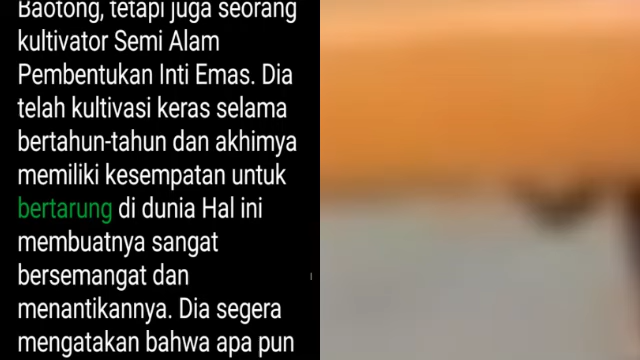 Baotong, tetapi juga seorang
kultivator Semi Alam
Pembentukan Inti Emas. Dia
telah kultivasi keras selama
bertahun-tahun dan akhirnya
memiliki kesempatan untuk
bertarung di dunia Hal ini
membuatnya sangat
bersemangat dan
menantikannya. Dia segera
mengatakan bahwa apa pun